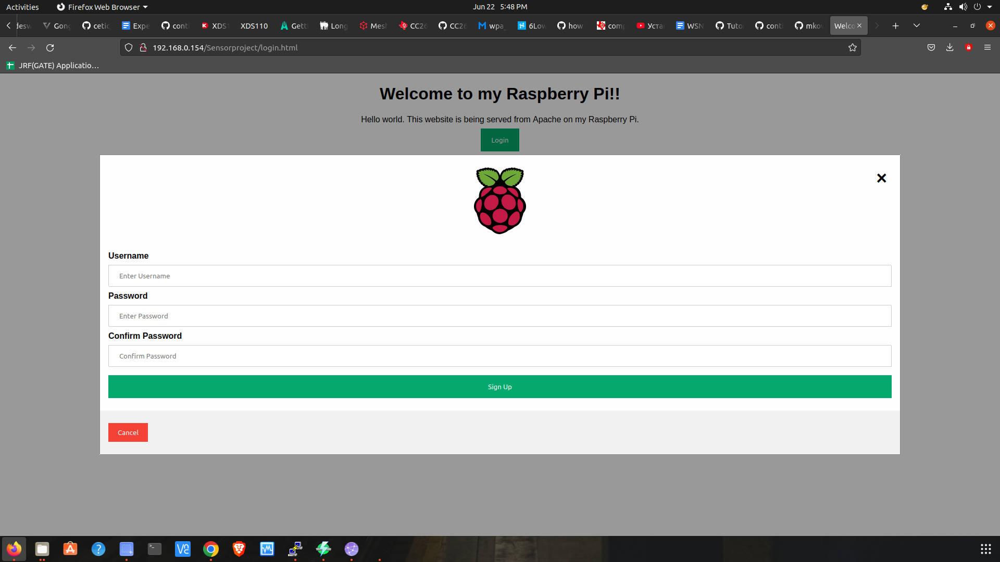 Activities Firefox Web Browser Jun 22 5:48 PM
desw Gong cetic Expe conti XDS1 XDS110 Getti Long Mesh CC26 CC26 wpa_ 6Low how comp Уста WSN Tuto conti mkov Welco
192.168.0.154/Sensorproject/login.html
JRF(GATE) Applicatio...
Welcome to my Raspberry Pi!!
Hello world. This website is being served from Apache on my Raspberry Pi.
Login
Username
Enter Username
Password
Enter Password
Confirm Password
Confirm Password
Sign Up
Cancel